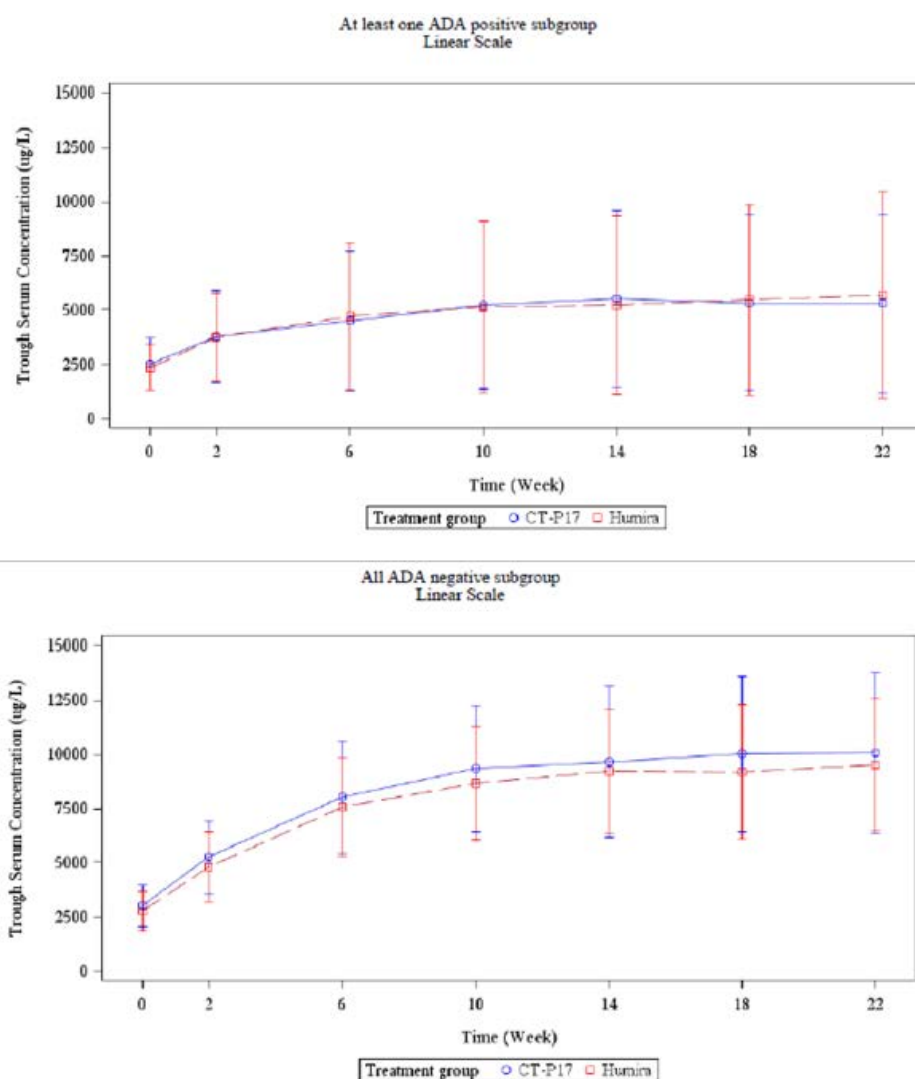 At least one ADA positive subgroup
Linear Scale
Trough Serum Concentration (ug/L)
15000
12500
10000
7500
5000
2500
0
0 2 6 10 14 18 22
Time (Week)
Treatment group CT-P17 Humira
All ADA negative subgroup
Linear Scale
Trough Serum Concentration (ug/L)
15000
12500
10000
7500
5000
2500
0
0 2 6 10 14 18 22
Time (Week)
Treatment group CT-P17 Humira